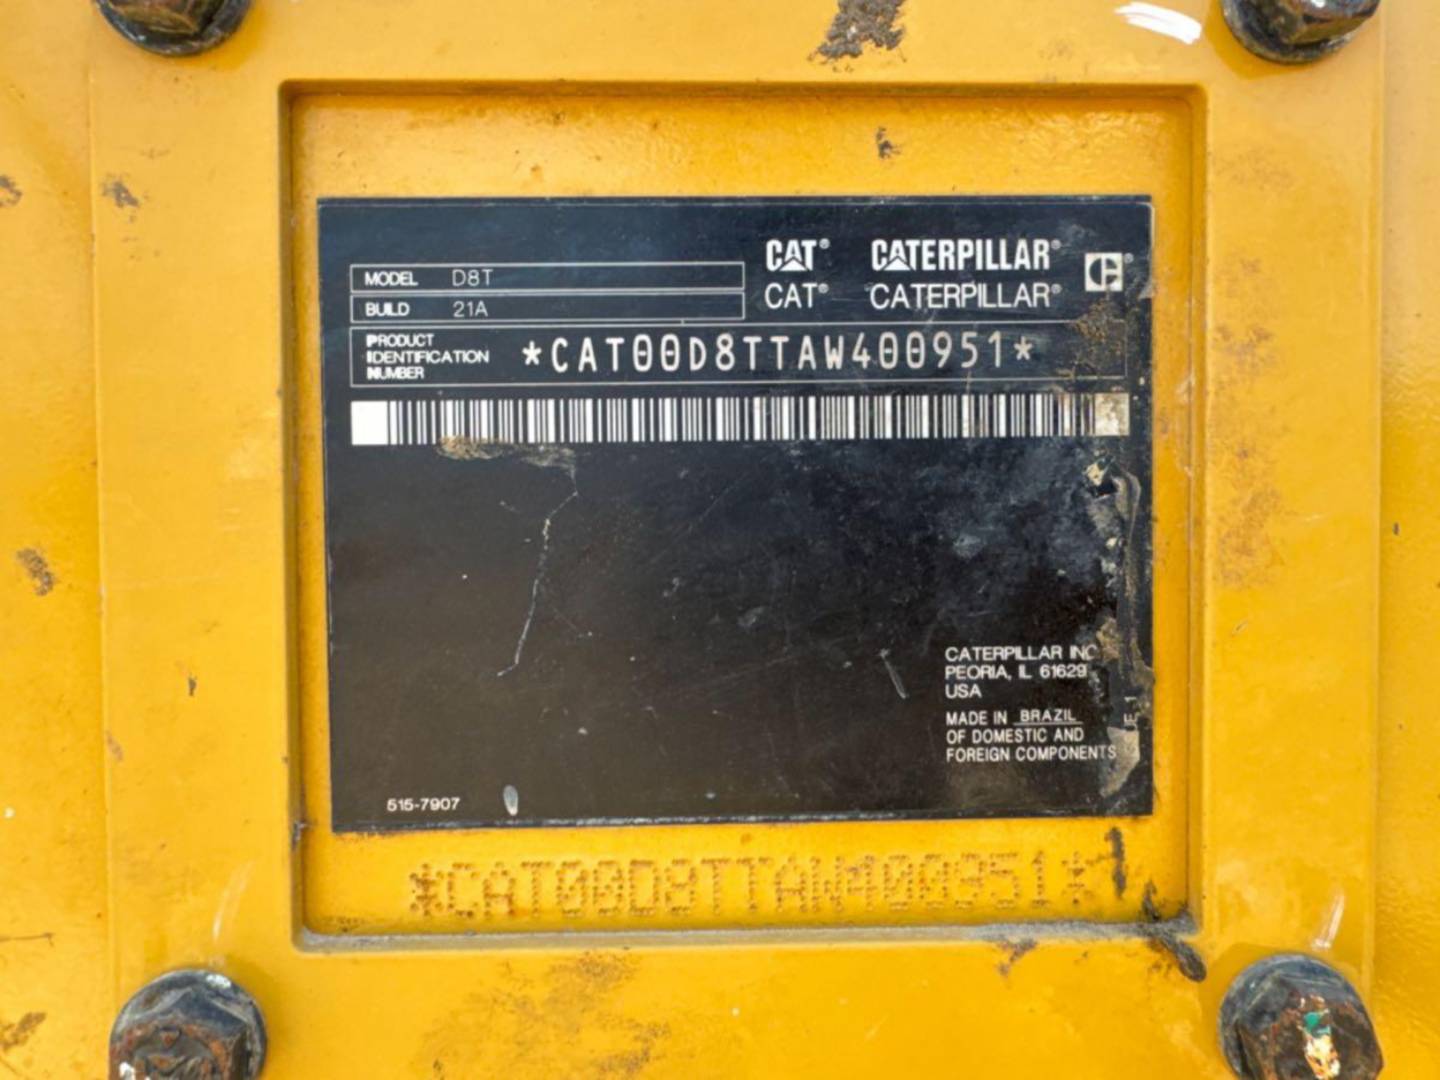 CAT® CATERPILLAR®
CAT® CATERPILLAR®
MODEL D8T
BUILD 21A
PRODUCT
IDENTIFICATION
NUMBER
*CAT00D8TTAW400951*
CATERPILLAR INC
PEORIA, IL 61629
USA
MADE IN BRAZIL
OF DOMESTIC AND
FOREIGN COMPONENTS
515-7907
*CAT00D8TTAW400951*